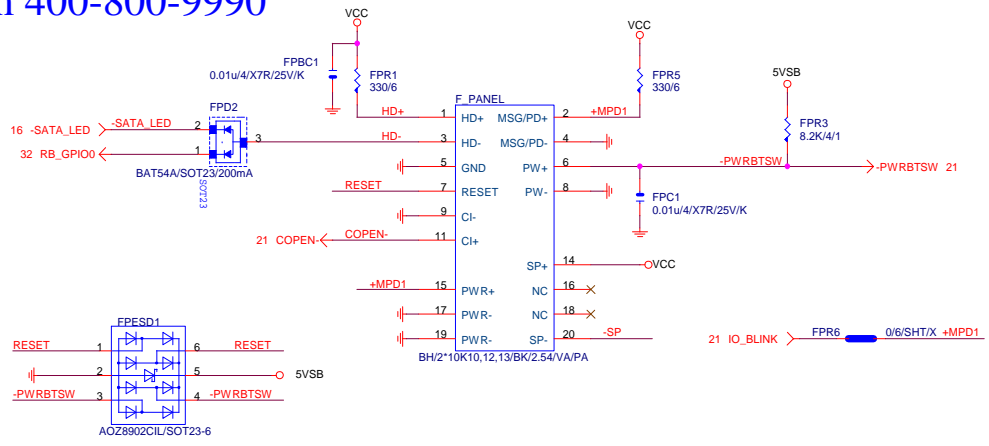 400-800-9990
VCC
VCC
FPBC1
0.01u/4/X7R/25V/K
FPR1
330/6
FPR5
330/6
5VSB
FPR3
8.2K/4/1
F_PANEL
FPD2
16 -SATA_LED
-SATA_LED
2
3
32 RB_GPIO0
1
BAT54A/SOT23/200mA
SOT23
HD+
1
HD+
MSG/PD+
2
+MPD1
HD-
3
HD-
MSG/PD-
4
5
GND
PW+
6
-PWRBTSW
-PWRBTSW 21
RESET
7
RESET
PW-
8
FPC1
0.01u/4/X7R/25V/K
9
CI-
21 COPEN-
COPEN-
11
CI+
SP+
14
VCC
+MPD1
15
PWR+
NC
16
17
PWR-
NC
18
19
PWR-
SP-
20
-SP
BH/2*10K10,12,13/BK/2.54/VA/PA
21 IO_BLINK
FPR6
0/6/SHT/X
+MPD1
FPESD1
RESET
1
6
RESET
2
5
5VSB
-PWRBTSW
3
4
-PWRBTSW
AOZ8902CIL/SOT23-6